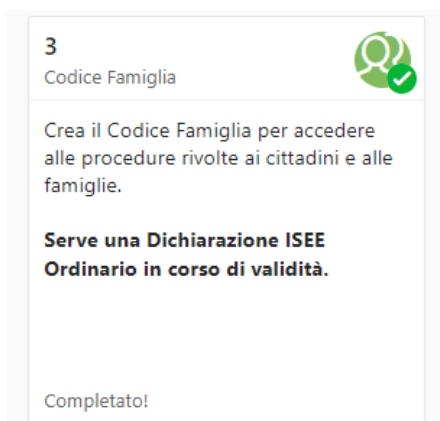 3
Codice Famiglia
Crea il Codice Famiglia per accedere
alle procedure rivolte ai cittadini e alle
famiglie.
Serve una Dichiarazione ISEE
Ordinario in corso di validità.
Completato!